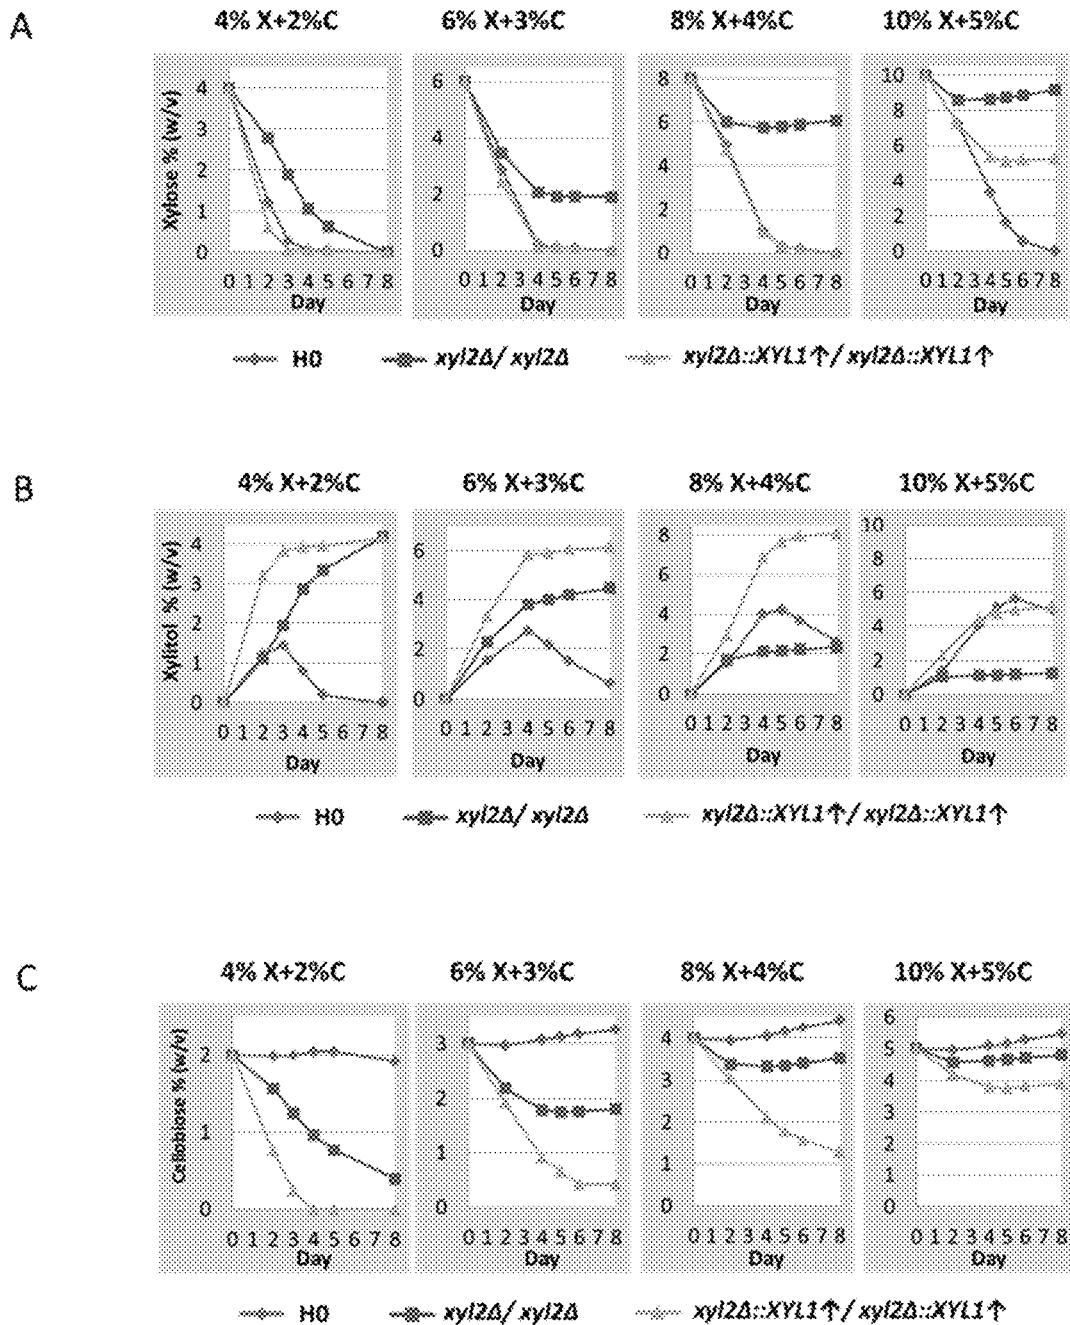 A
4% X+2%C 6% X+3%C 8% X+4%C 10% X+5%C
Xylose % (w/v)
4 3 2 1 0
6 4 2 0
8 6 4 2 0
10 8 6 4 2 0
0 1 2 3 4 5 6 7 8 0 1 2 3 4 5 6 7 8 0 1 2 3 4 5 6 7 8 0 1 2 3 4 5 6 7 8
Day Day Day Day
H0 xyl2Δ/ xyl2Δ xyl2Δ::XYL1↑/ xyl2Δ::XYL1↑
B
4% X+2%C 6% X+3%C 8% X+4%C 10% X+5%C
Xylitol % (w/v)
4 3 2 1 0
6 4 2 0
8 6 4 2 0
10 8 6 4 2 0
0 1 2 3 4 5 6 7 8 0 1 2 3 4 5 6 7 8 0 1 2 3 4 5 6 7 8 0 1 2 3 4 5 6 7 8
Day Day Day Day
H0 xyl2Δ/ xyl2Δ xyl2Δ::XYL1↑/ xyl2Δ::XYL1↑
C
4% X+2%C 6% X+3%C 8% X+4%C 10% X+5%C
Cellobiose % (w/v)
2 1 0
3 2 1 0
4 3 2 1 0
6 5 4 3 2 1 0
0 1 2 3 4 5 6 7 8 0 1 2 3 4 5 6 7 8 0 1 2 3 4 5 6 7 8 0 1 2 3 4 5 6 7 8
Day Day Day Day
H0 xyl2Δ/ xyl2Δ xyl2Δ::XYL1↑/ xyl2Δ::XYL1↑